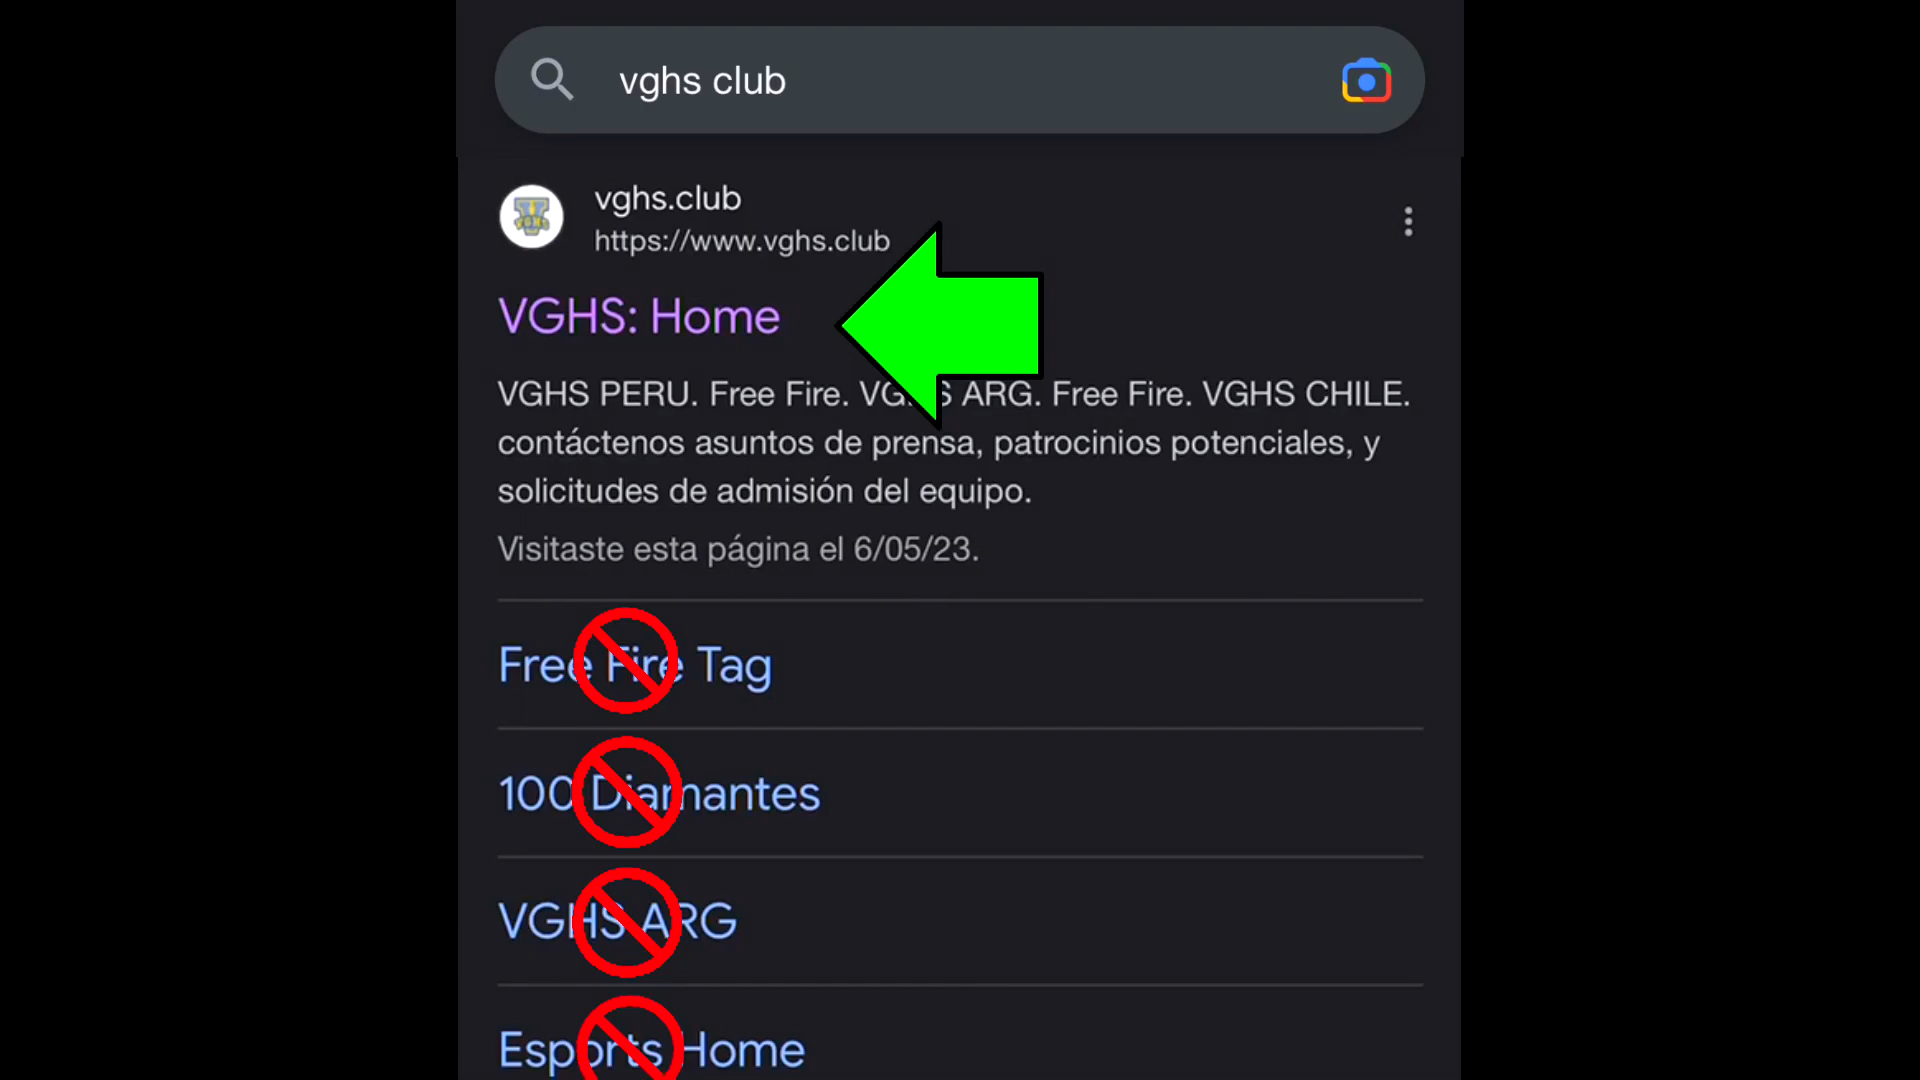 vghs club
vghs.club
https://www.vghs.club
VGHS: Home
VGHS PERU. Free Fire. VGHS ARG. Free Fire. VGHS CHILE.
contáctenos asuntos de prensa, patrocinios potenciales, y
solicitudes de admisión del equipo.
Visitaste esta página el 6/05/23.
Free Fire Tag
100 Diamantes
VGHS ARG
Esports Home